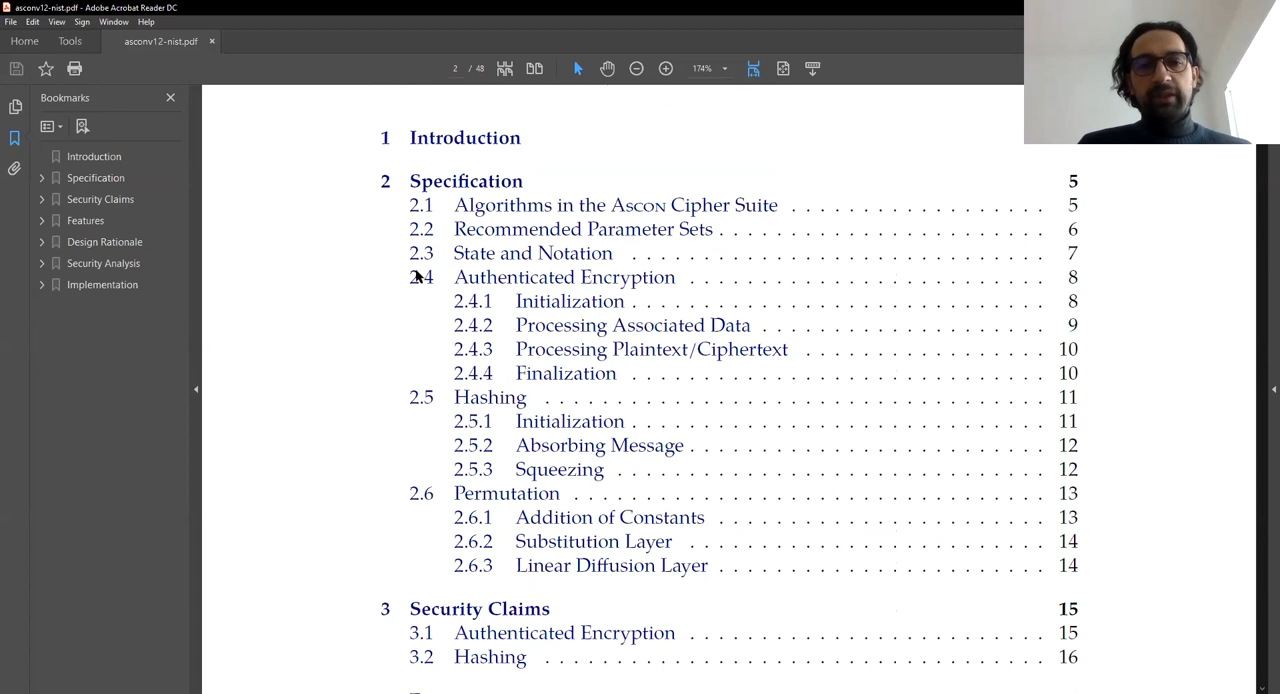 asconv12-nist.pdf - Adobe Acrobat Reader DC
File Edit View Sign Window Help
Home Tools asconv12-nist.pdf ×
2 / 48 174%
Bookmarks
Introduction
Specification
Security Claims
Features
Design Rationale
Security Analysis
Implementation
1 Introduction
2 Specification 5
2.1 Algorithms in the ASCON Cipher Suite . . . . . . . . . . . . . . . . . . 5
2.2 Recommended Parameter Sets . . . . . . . . . . . . . . . . . . . . . . . 6
2.3 State and Notation . . . . . . . . . . . . . . . . . . . . . . . . . . . . . 7
2.4 Authenticated Encryption . . . . . . . . . . . . . . . . . . . . . . . . . 8
2.4.1 Initialization . . . . . . . . . . . . . . . . . . . . . . . . . . . . . 8
2.4.2 Processing Associated Data . . . . . . . . . . . . . . . . . . . . 9
2.4.3 Processing Plaintext/Ciphertext . . . . . . . . . . . . . . . . . 10
2.4.4 Finalization . . . . . . . . . . . . . . . . . . . . . . . . . . . . . 10
2.5 Hashing . . . . . . . . . . . . . . . . . . . . . . . . . . . . . . . . . . . 11
2.5.1 Initialization . . . . . . . . . . . . . . . . . . . . . . . . . . . . . 11
2.5.2 Absorbing Message . . . . . . . . . . . . . . . . . . . . . . . . . 12
2.5.3 Squeezing . . . . . . . . . . . . . . . . . . . . . . . . . . . . . . 12
2.6 Permutation . . . . . . . . . . . . . . . . . . . . . . . . . . . . . . . . . 13
2.6.1 Addition of Constants . . . . . . . . . . . . . . . . . . . . . . . 13
2.6.2 Substitution Layer . . . . . . . . . . . . . . . . . . . . . . . . . 14
2.6.3 Linear Diffusion Layer . . . . . . . . . . . . . . . . . . . . . . . 14
3 Security Claims 15
3.1 Authenticated Encryption . . . . . . . . . . . . . . . . . . . . . . . . . 15
3.2 Hashing . . . . . . . . . . . . . . . . . . . . . . . . . . . . . . . . . . . 16